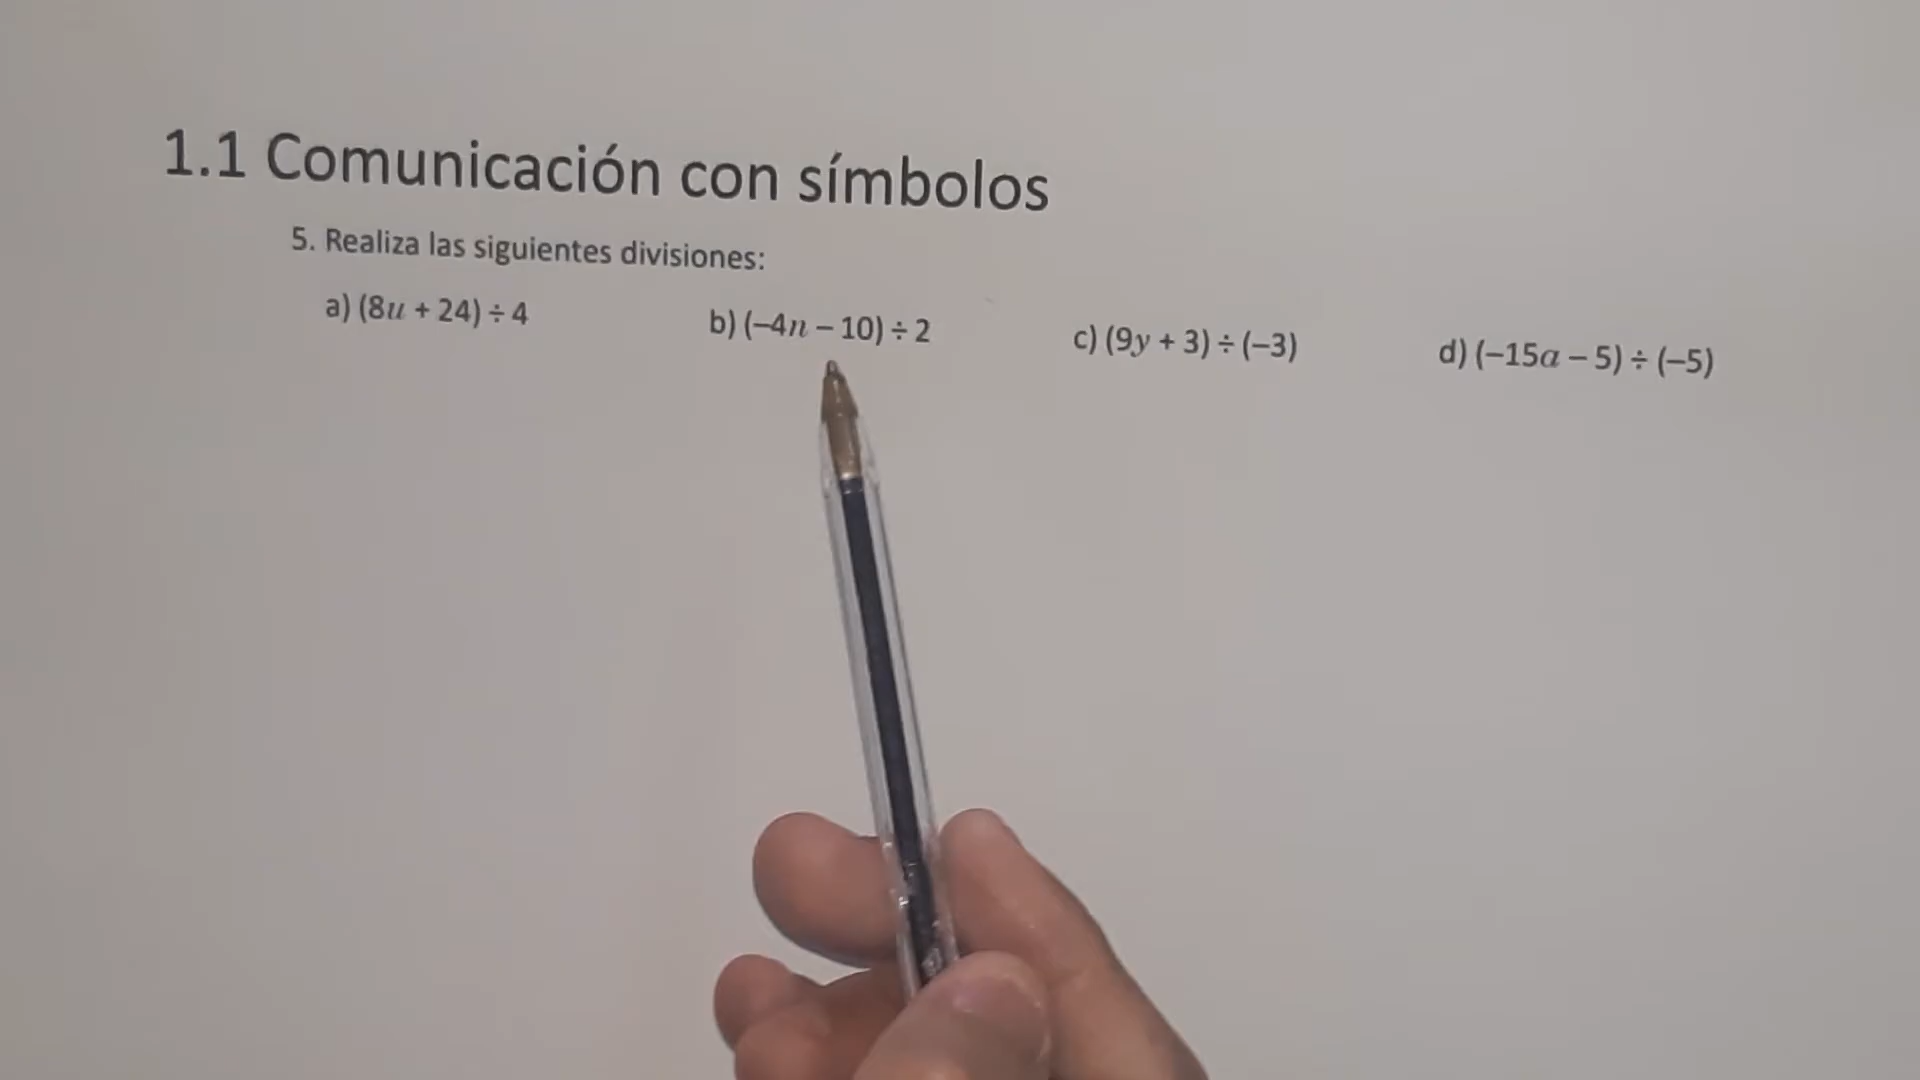 1.1 Comunicación con símbolos
5. Realiza las siguientes divisiones:
a) (8u + 24) ÷ 4 b) (–4n – 10) ÷ 2 c) (9y + 3) ÷ (–3) d) (–15a – 5) ÷ (–5)